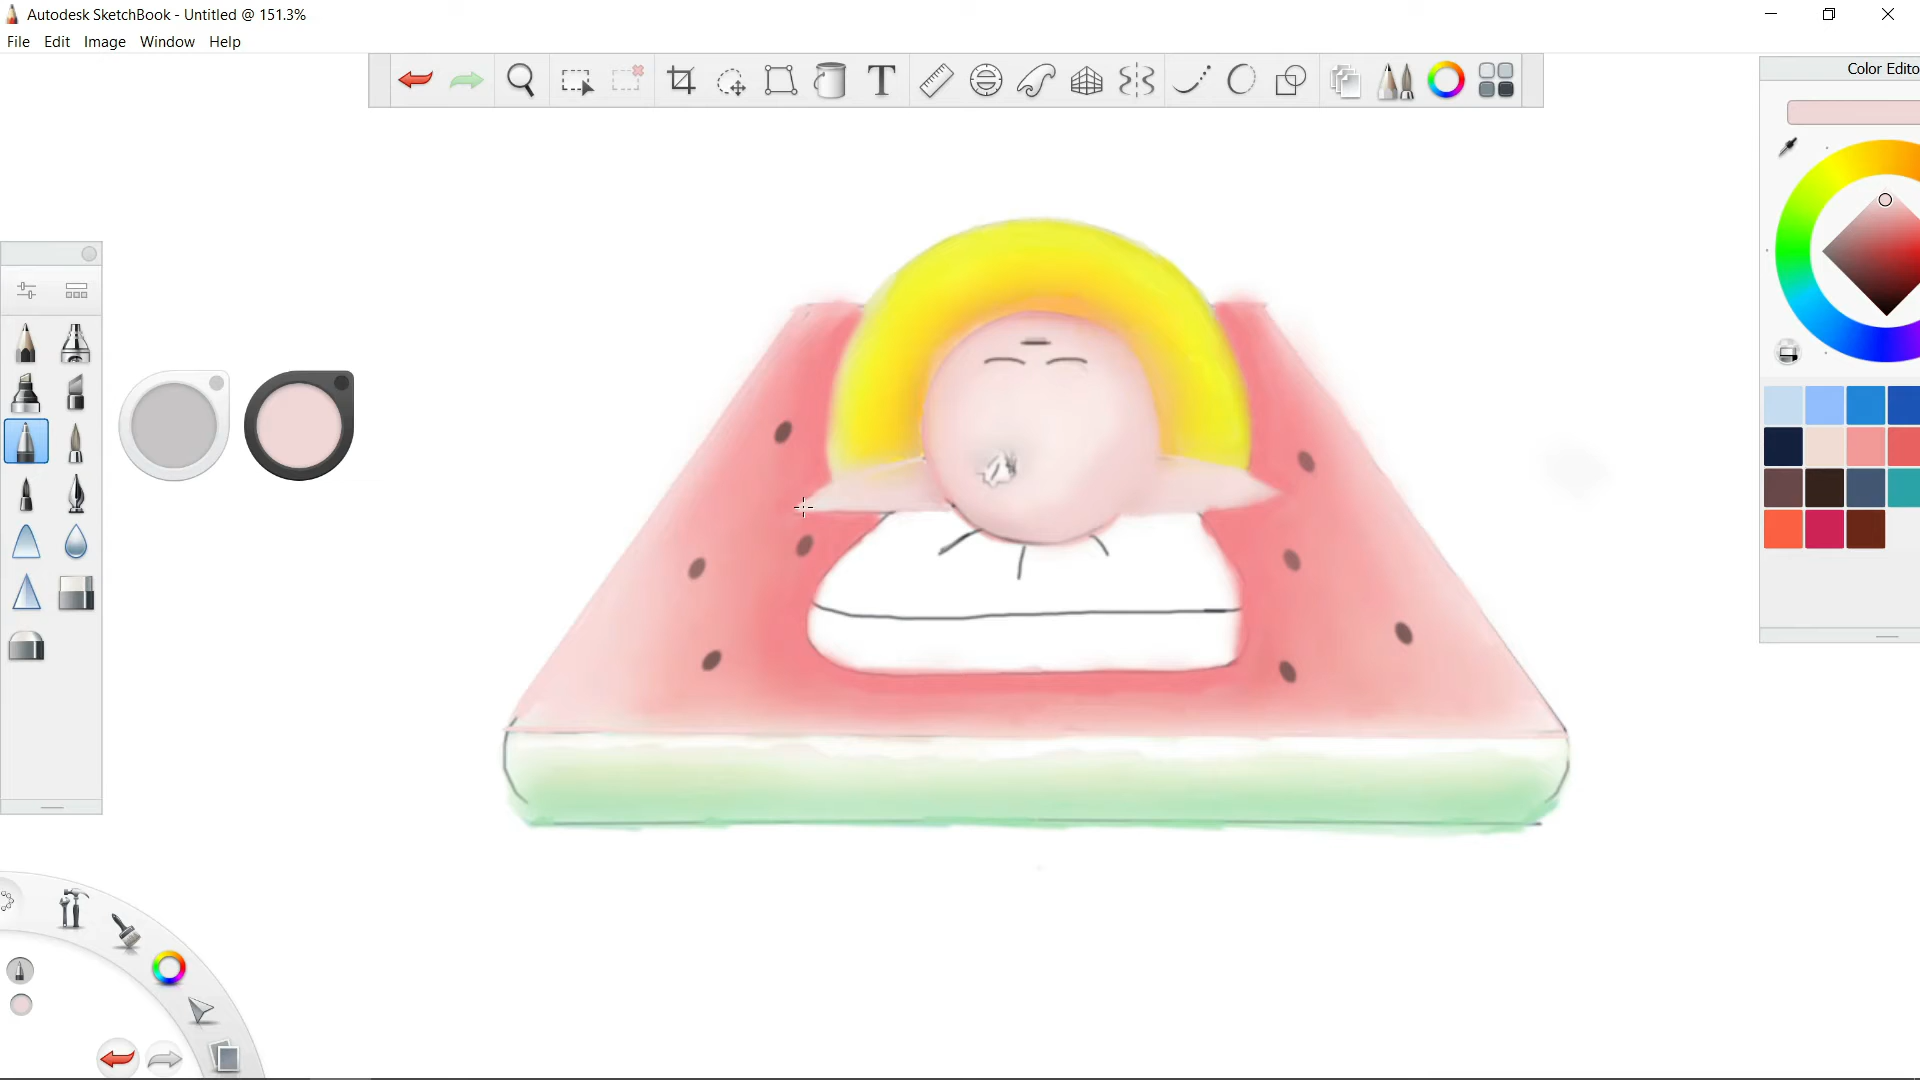 Autodesk SketchBook - Untitled @ 151.3%
File Edit Image Window Help
T
Color Edito